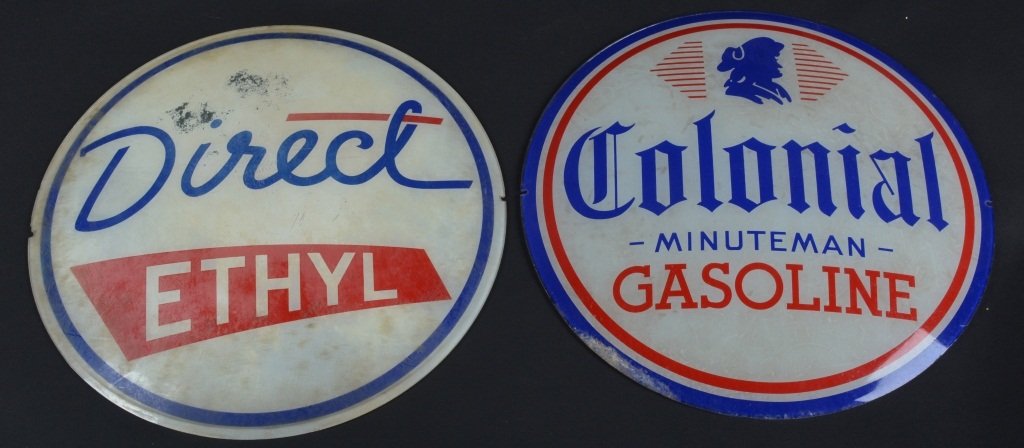 Direct
ETHYL
Colonial
- MINUTEMAN -
GASOLINE